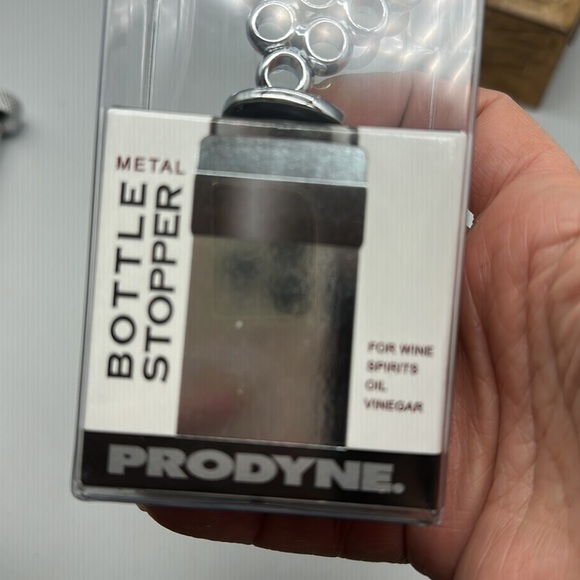 METAL
BOTTLE
STOPPER
FOR WINE
SPIRITS
OIL
VINEGAR
PRODYNE.